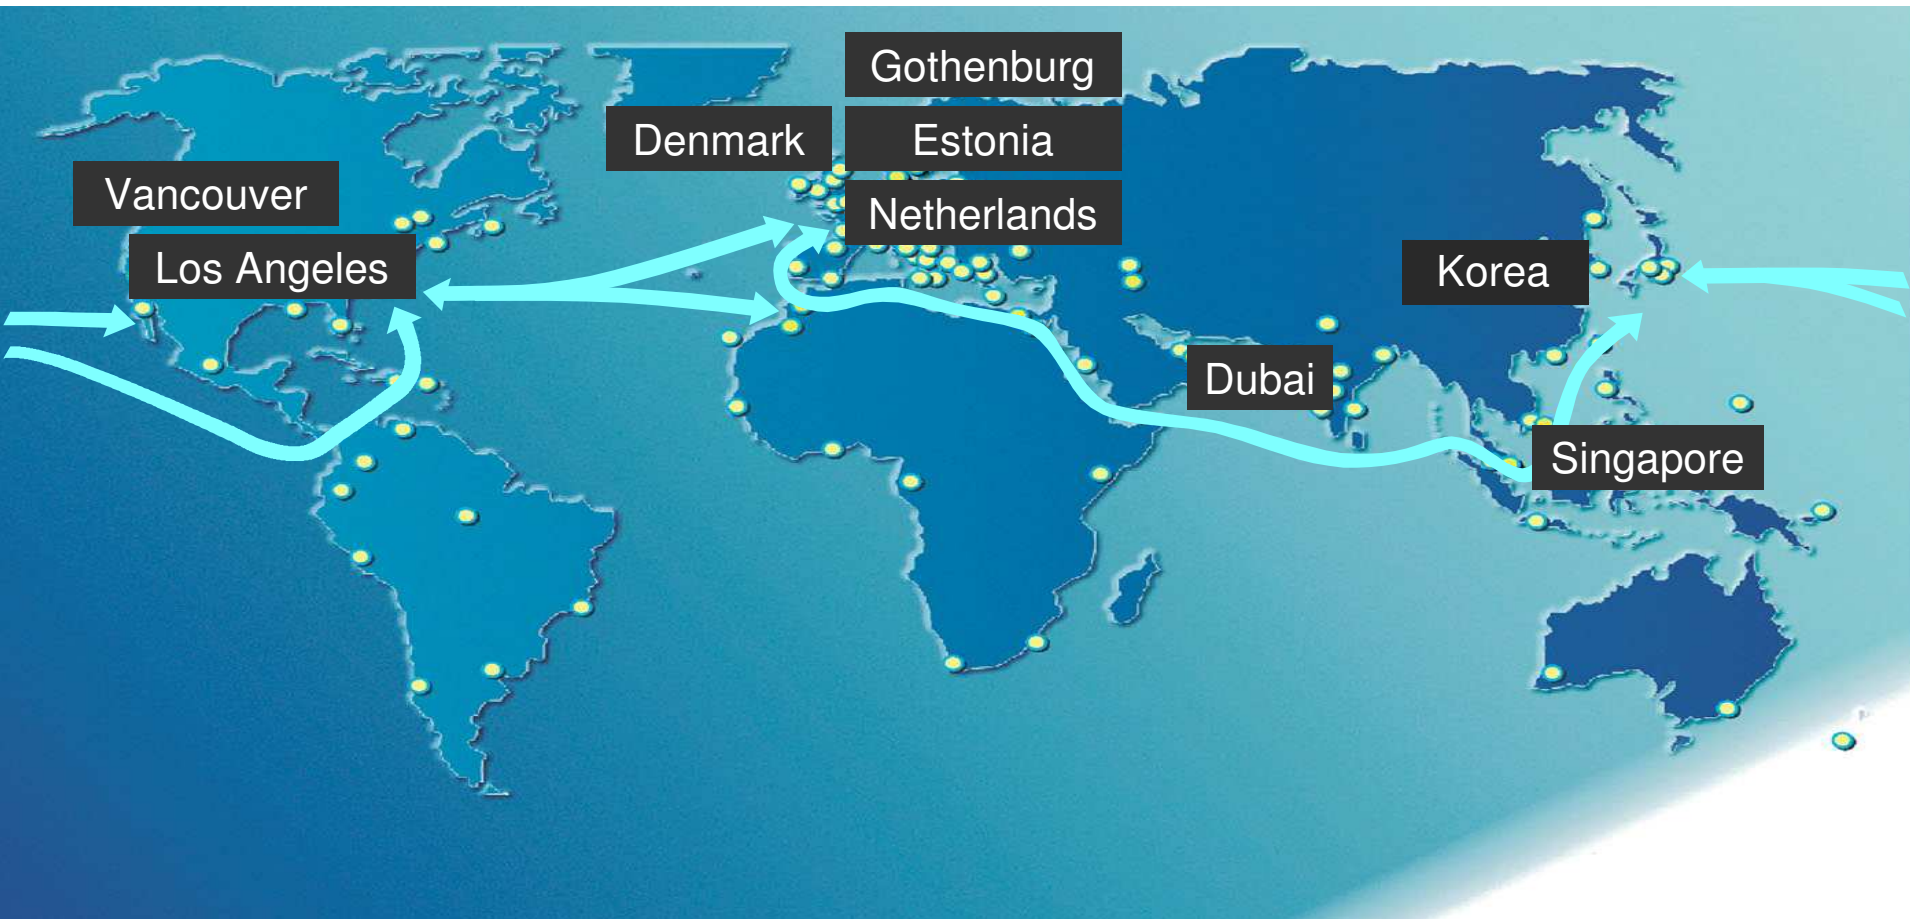 Gothenburg
Denmark
Estonia
Vancouver
Netherlands
Los Angeles
Korea
Dubai
Singapore